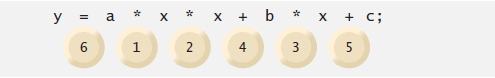 y = a * x * x + b * x + c;
6 1 2 4 3 5